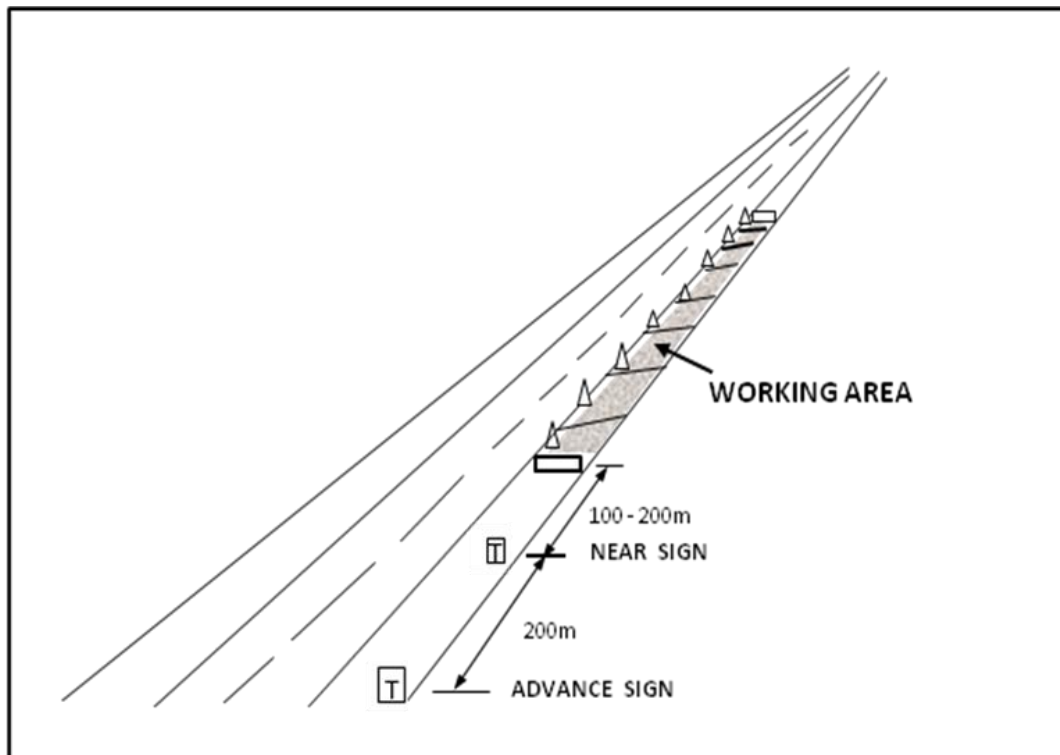 WORKING AREA
100 - 200m
T
NEAR SIGN
200m
T
ADVANCE SIGN